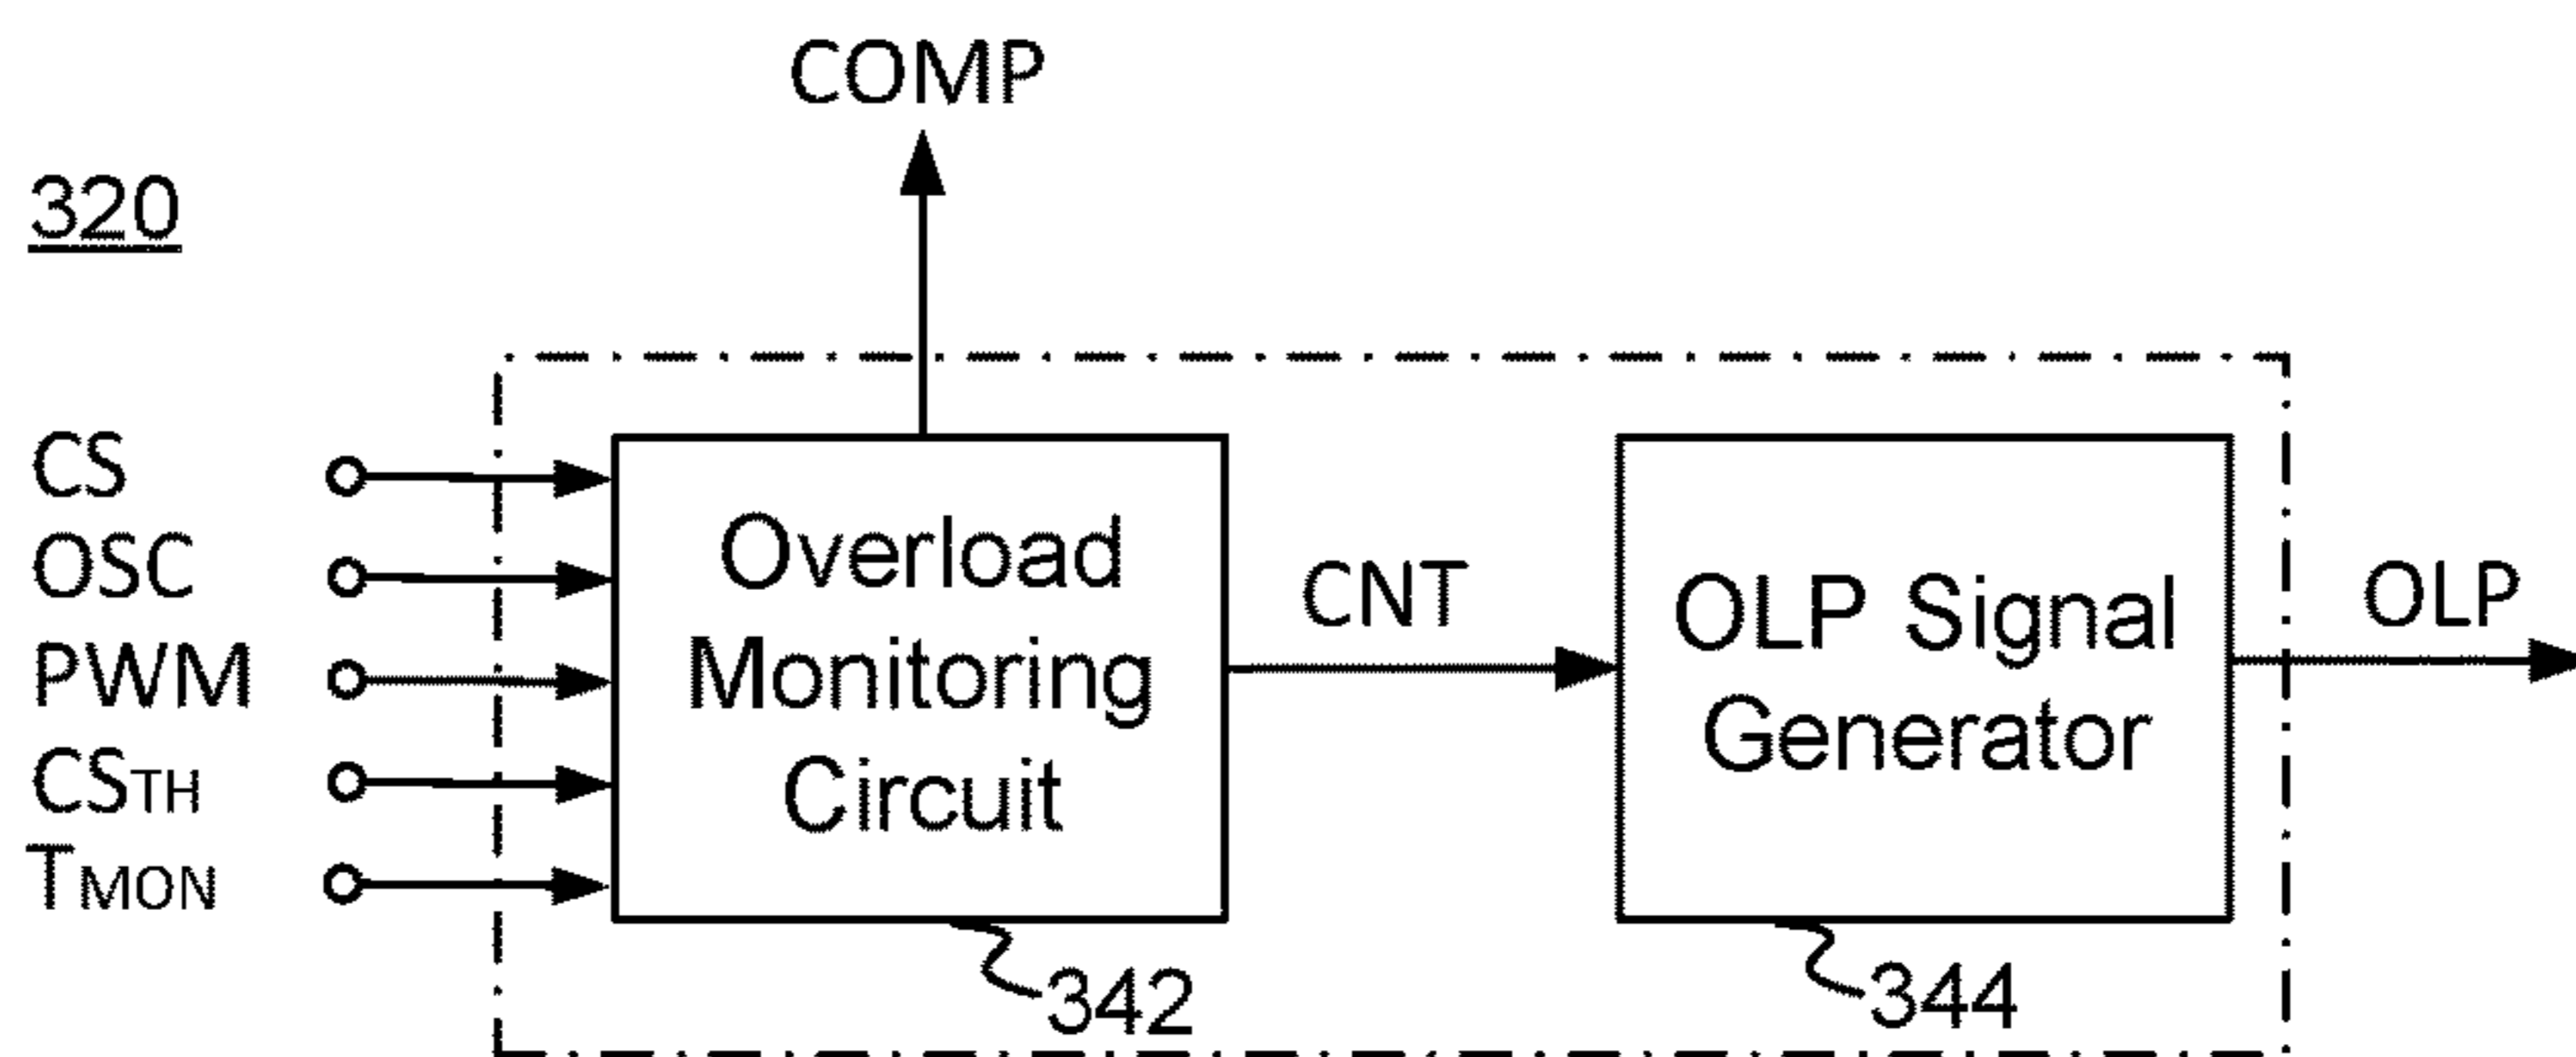 COMP
320
CS
OSC
PWM
CSTH
TMON
Overload
Monitoring
Circuit
CNT
OLP Signal
Generator
OLP
342
344